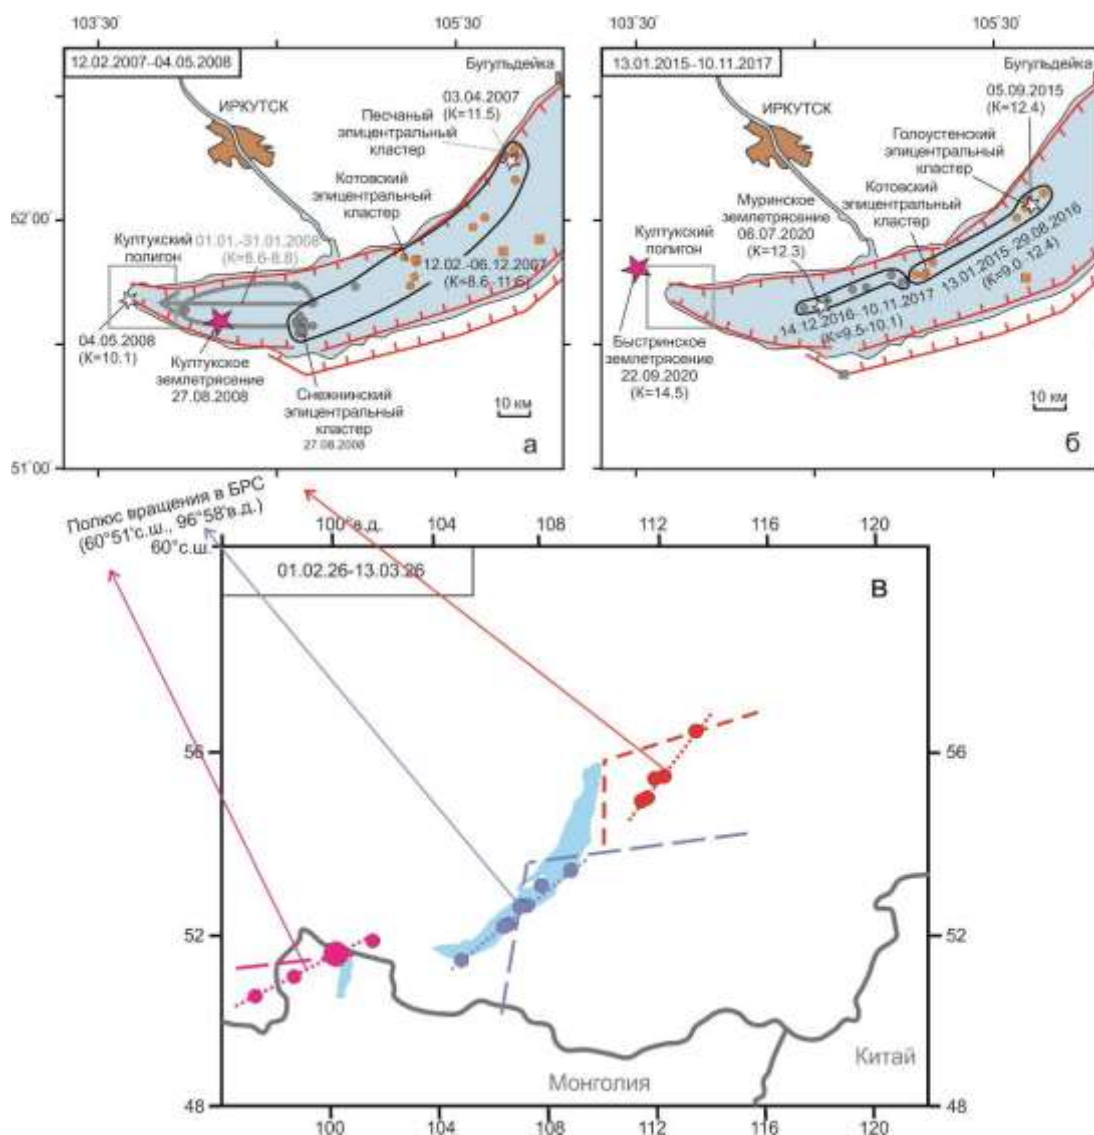 103˚30'
105˚30'
12.02.2007-04.05.2008
Бугульдейка
ИРКУТСК
Песчаный
эпицентральный
кластер
03.04.2007
(K=11.5)
Котовский
эпицентральный
кластер
52˚00'
Култукский
полигон
01.01.-31.01.2008
(K=8.6-8.8)
12.02.-06.12.2007
(K=8.6-11.5)
04.05.2008
(K=10.1)
Култукское
землетрясение
27.08.2008
Снежнинский
эпицентральный
кластер
27.08.2008
10 км
а
51˚00'
103˚30'
105˚30'
13.01.2015-10.11.2017
Бугульдейка
ИРКУТСК
05.09.2015
(K=12.4)
Голоустенский
эпицентральный
кластер
Котовский
эпицентральный
кластер
Муринское
землетрясение
06.07.2020
(K=12.3)
Култукский
полигон
13.01.2015-29.08.2016
(K=9.0-12.4)
14.12.2016-10.11.2017
(K=9.5-10.1)
Быстринское
землетрясение
22.09.2020
(K=14.5)
10 км
б
Полюс вращения в БРС
(60°51'с.ш., 96°58'в.д.)
60°с.ш.
100°в.д.
104
108
112
116
120
01.02.26-13.03.26
В
56
56
52
52
Китай
Монголия
48
48
100
104
108
112
116
120